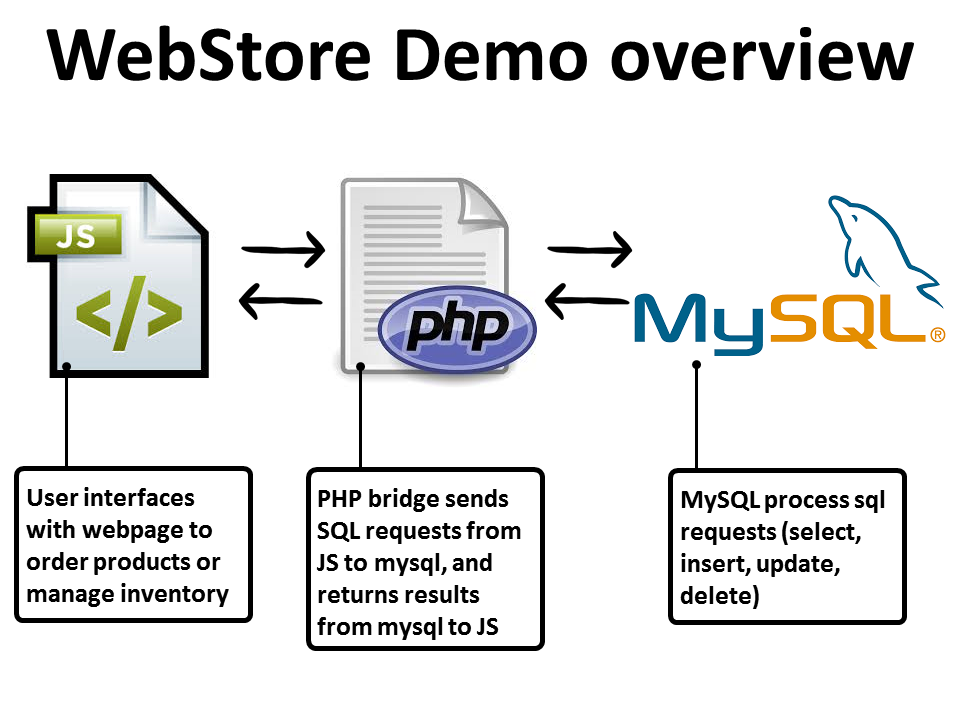 WebStore Demo overview
JS
</>
php
MySQL®
User interfaces
with webpage to
order products or
manage inventory
PHP bridge sends
SQL requests from
JS to mysql, and
returns results
from mysql to JS
MySQL process sql
requests (select,
insert, update,
delete)